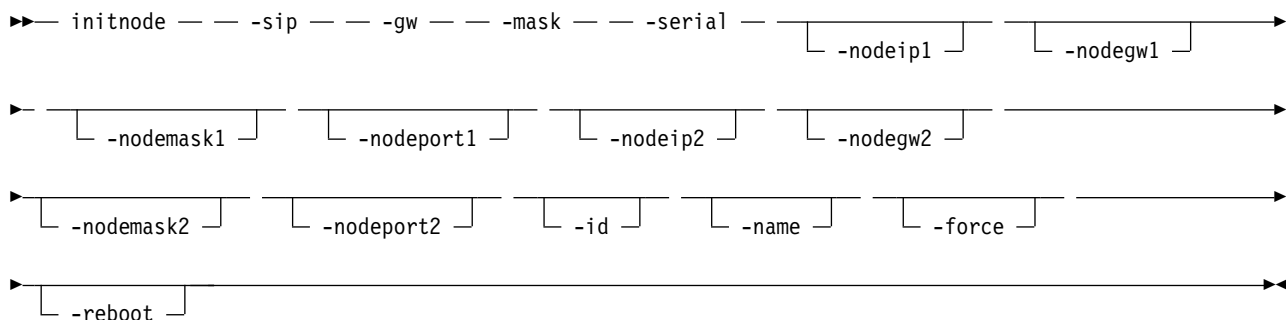 initnode -sip -gw -mask -serial -nodeip1 -nodegw1
-nodemask1 -nodeport1 -nodeip2 -nodegw2
-nodemask2 -nodeport2 -id -name -force
-reboot